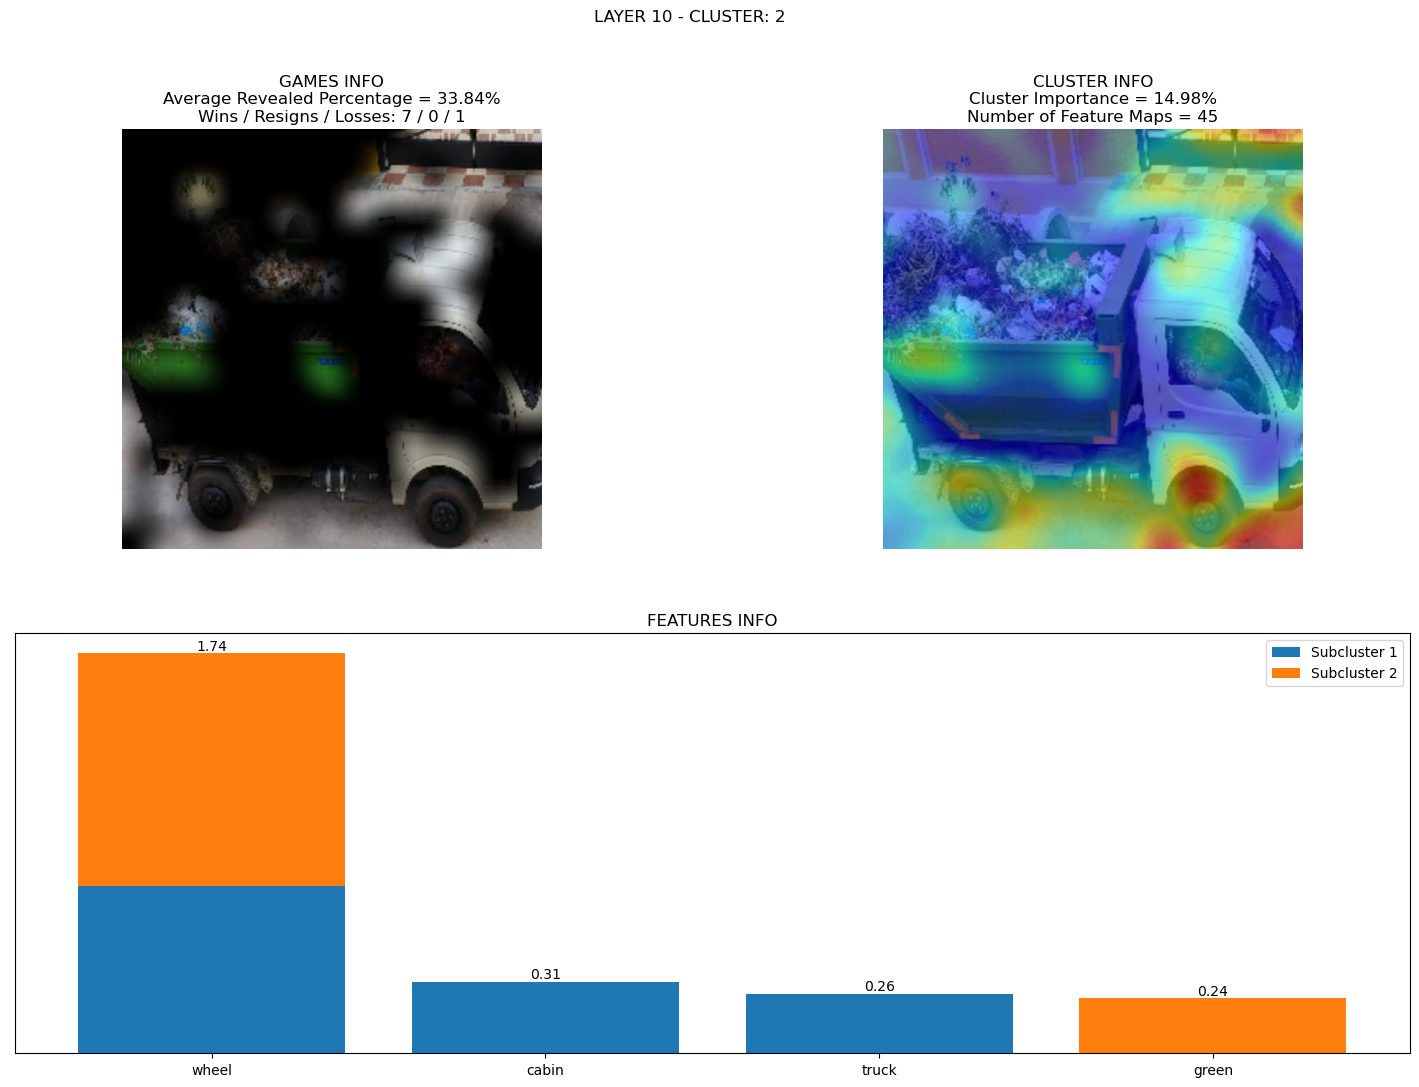 LAYER 10 - CLUSTER: 2
GAMES INFO
Average Revealed Percentage = 33.84%
Wins / Resigns / Losses: 7 / 0 / 1
CLUSTER INFO
Cluster Importance = 14.98%
Number of Feature Maps = 45
FEATURES INFO
1.74
0.31
0.26
0.24
Subcluster 1
Subcluster 2
wheel
cabin
truck
green